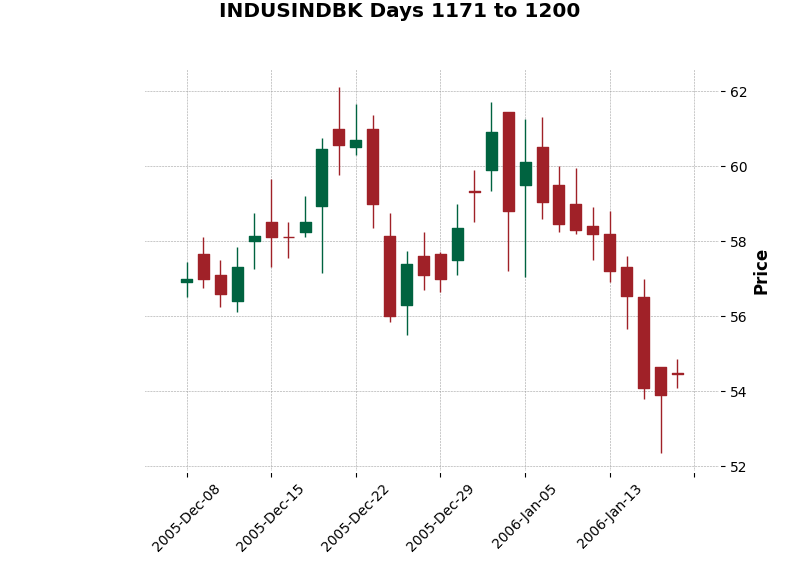 INDUSINDBK Days 1171 to 1200
62
60
58
56
54
52
Price
2005-Dec-08
2005-Dec-15
2005-Dec-22
2005-Dec-29
2006-Jan-05
2006-Jan-13